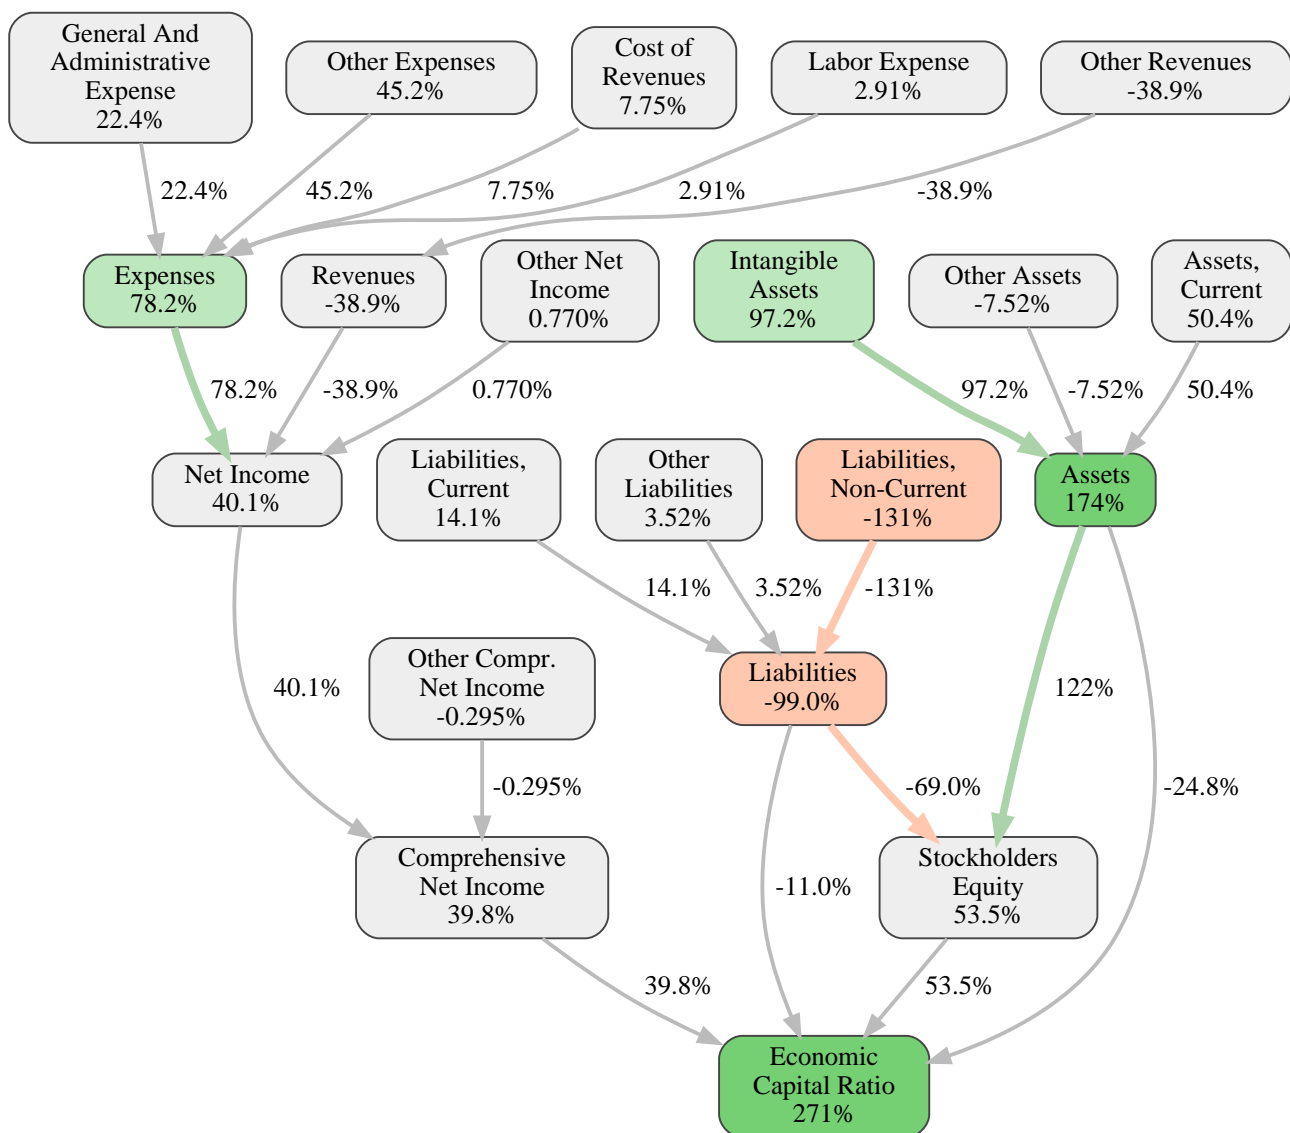 General And
Administrative
Expense
22.4%
Other Expenses
45.2%
Cost of
Revenues
7.75%
Labor Expense
2.91%
Other Revenues
-38.9%
22.4%
45.2%
7.75%
2.91%
-38.9%
Expenses
78.2%
Revenues
-38.9%
Other Net
Income
0.770%
Intangible
Assets
97.2%
Other Assets
-7.52%
Assets,
Current
50.4%
78.2%
-38.9%
0.770%
97.2%
-7.52%
50.4%
Net Income
40.1%
Liabilities,
Current
14.1%
Other
Liabilities
3.52%
Liabilities,
Non-Current
-131%
Assets
174%
14.1%
3.52%
-131%
Other Compr.
Net Income
-0.295%
Liabilities
-99.0%
40.1%
122%
-0.295%
-69.0%
-24.8%
Comprehensive
Net Income
39.8%
-11.0%
Stockholders
Equity
53.5%
39.8%
53.5%
Economic
Capital Ratio
271%